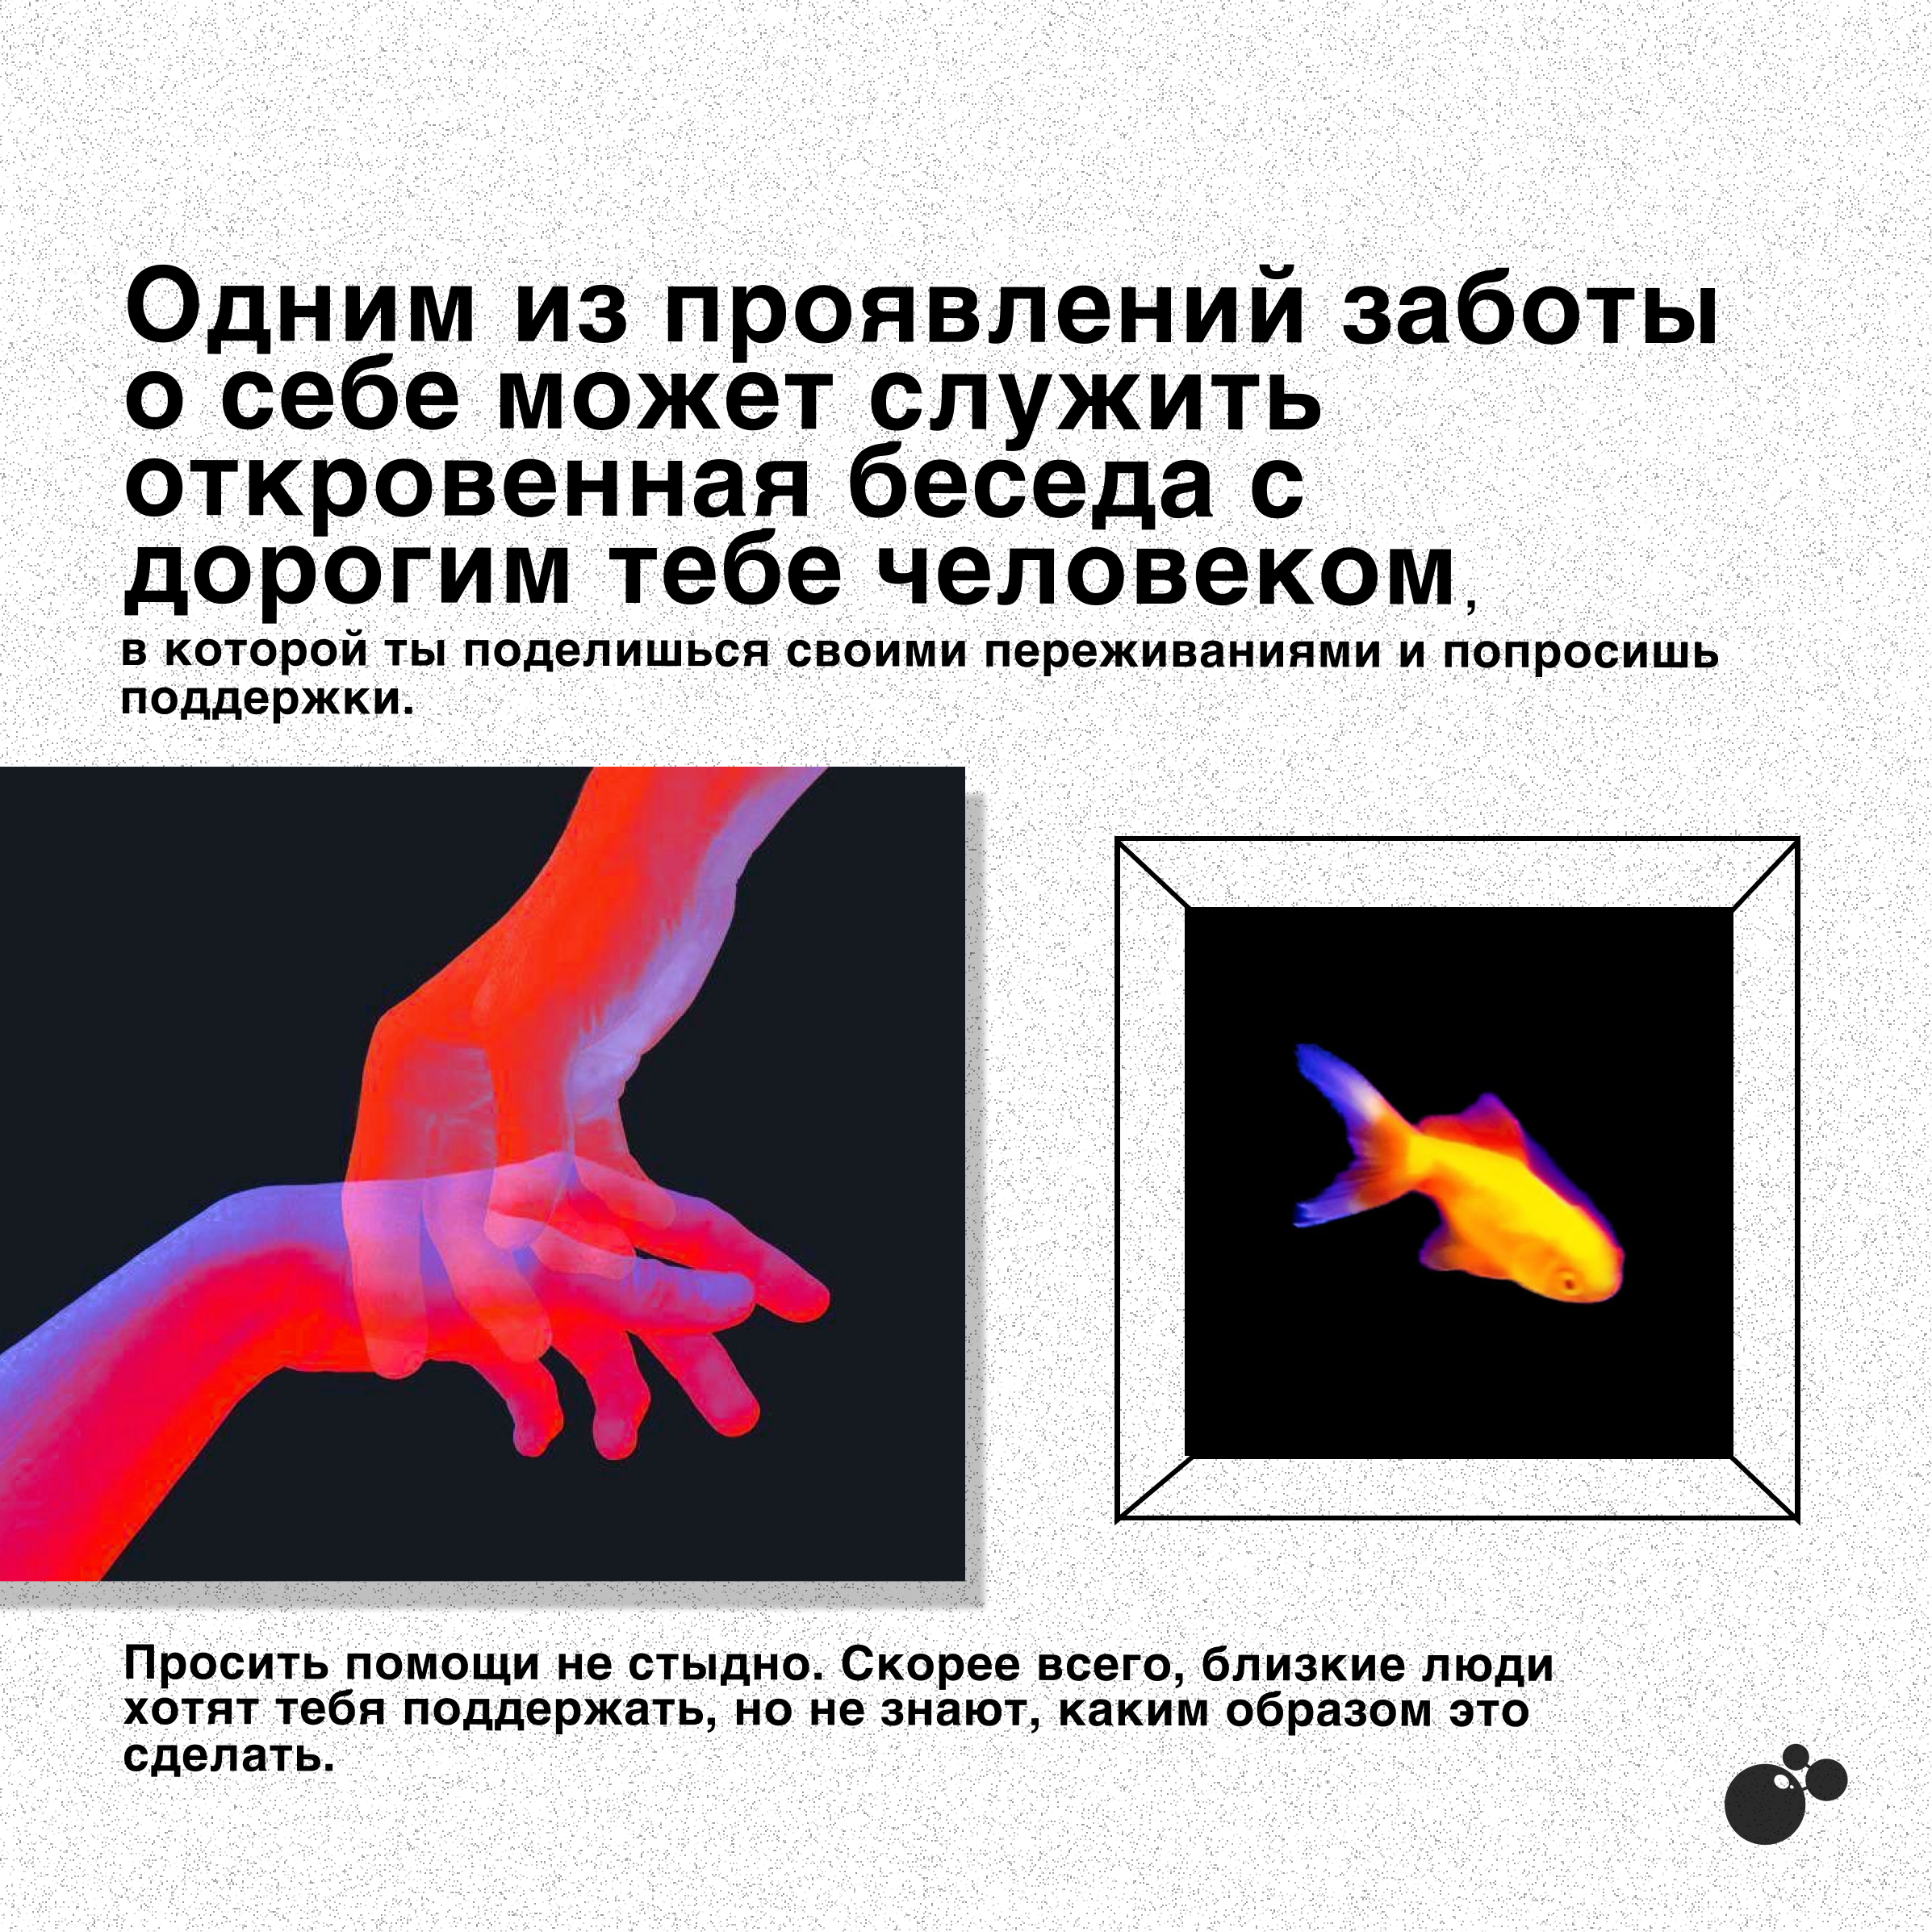 Одним из проявлений заботы
о себе может служить
откровенная беседа с
дорогим тебе человеком,
в которой ты поделишься своими переживаниями и попросишь
поддержки.
Просить помощи не стыдно. Скорее всего, близкие люди
хотят тебя поддержать, но не знают, каким образом это
сделать.